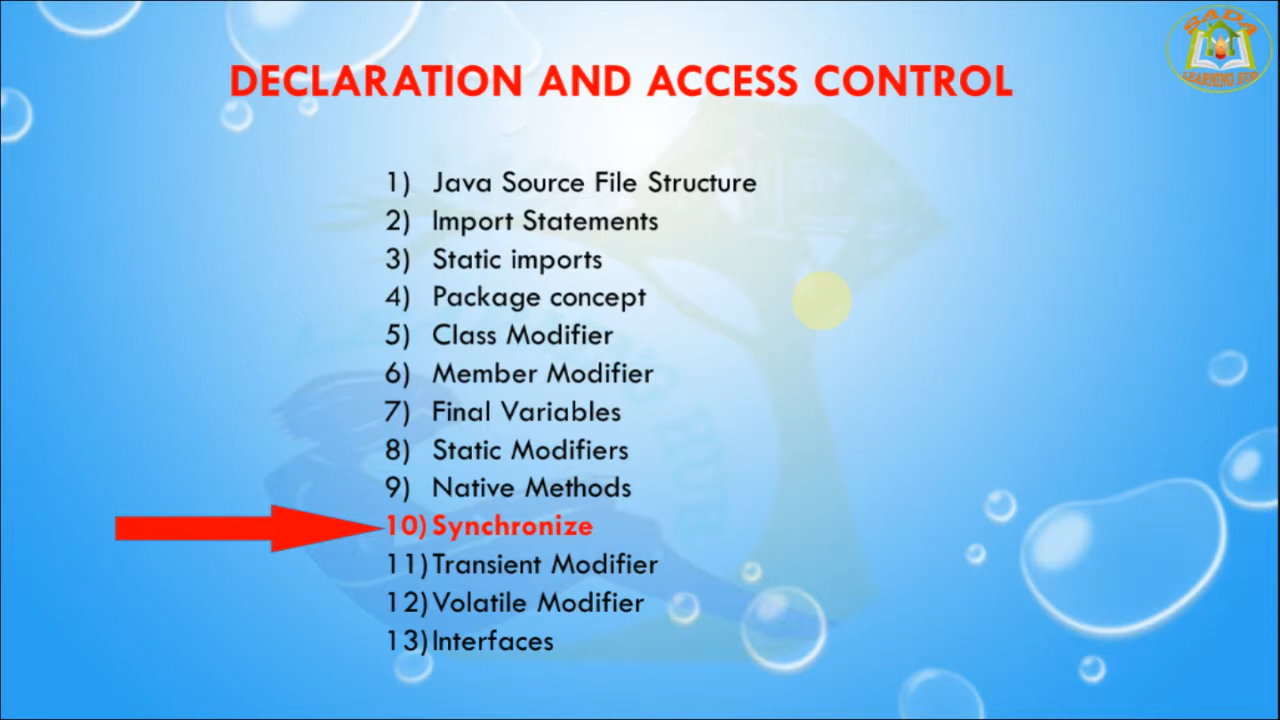 SADA
LEARNING HUB
DECLARATION AND ACCESS CONTROL
1) Java Source File Structure
2) Import Statements
3) Static imports
4) Package concept
5) Class Modifier
6) Member Modifier
7) Final Variables
8) Static Modifiers
9) Native Methods
10) Synchronize
11) Transient Modifier
12) Volatile Modifier
13) Interfaces